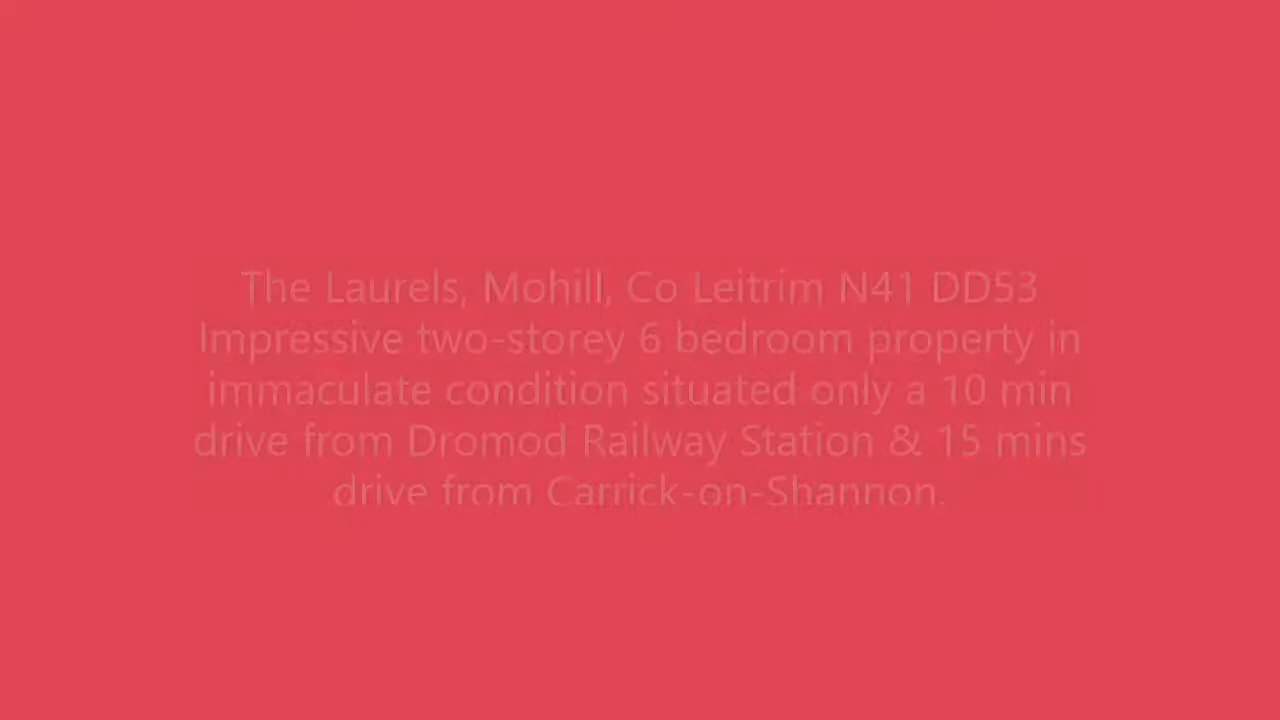 The Laurels, Mohill, Co Leitrim N41 DD53
Impressive two-storey 6 bedroom property in
immaculate condition situated only a 10 min
drive from Dromod Railway Station & 15 mins
drive from Carrick-on-Shannon.